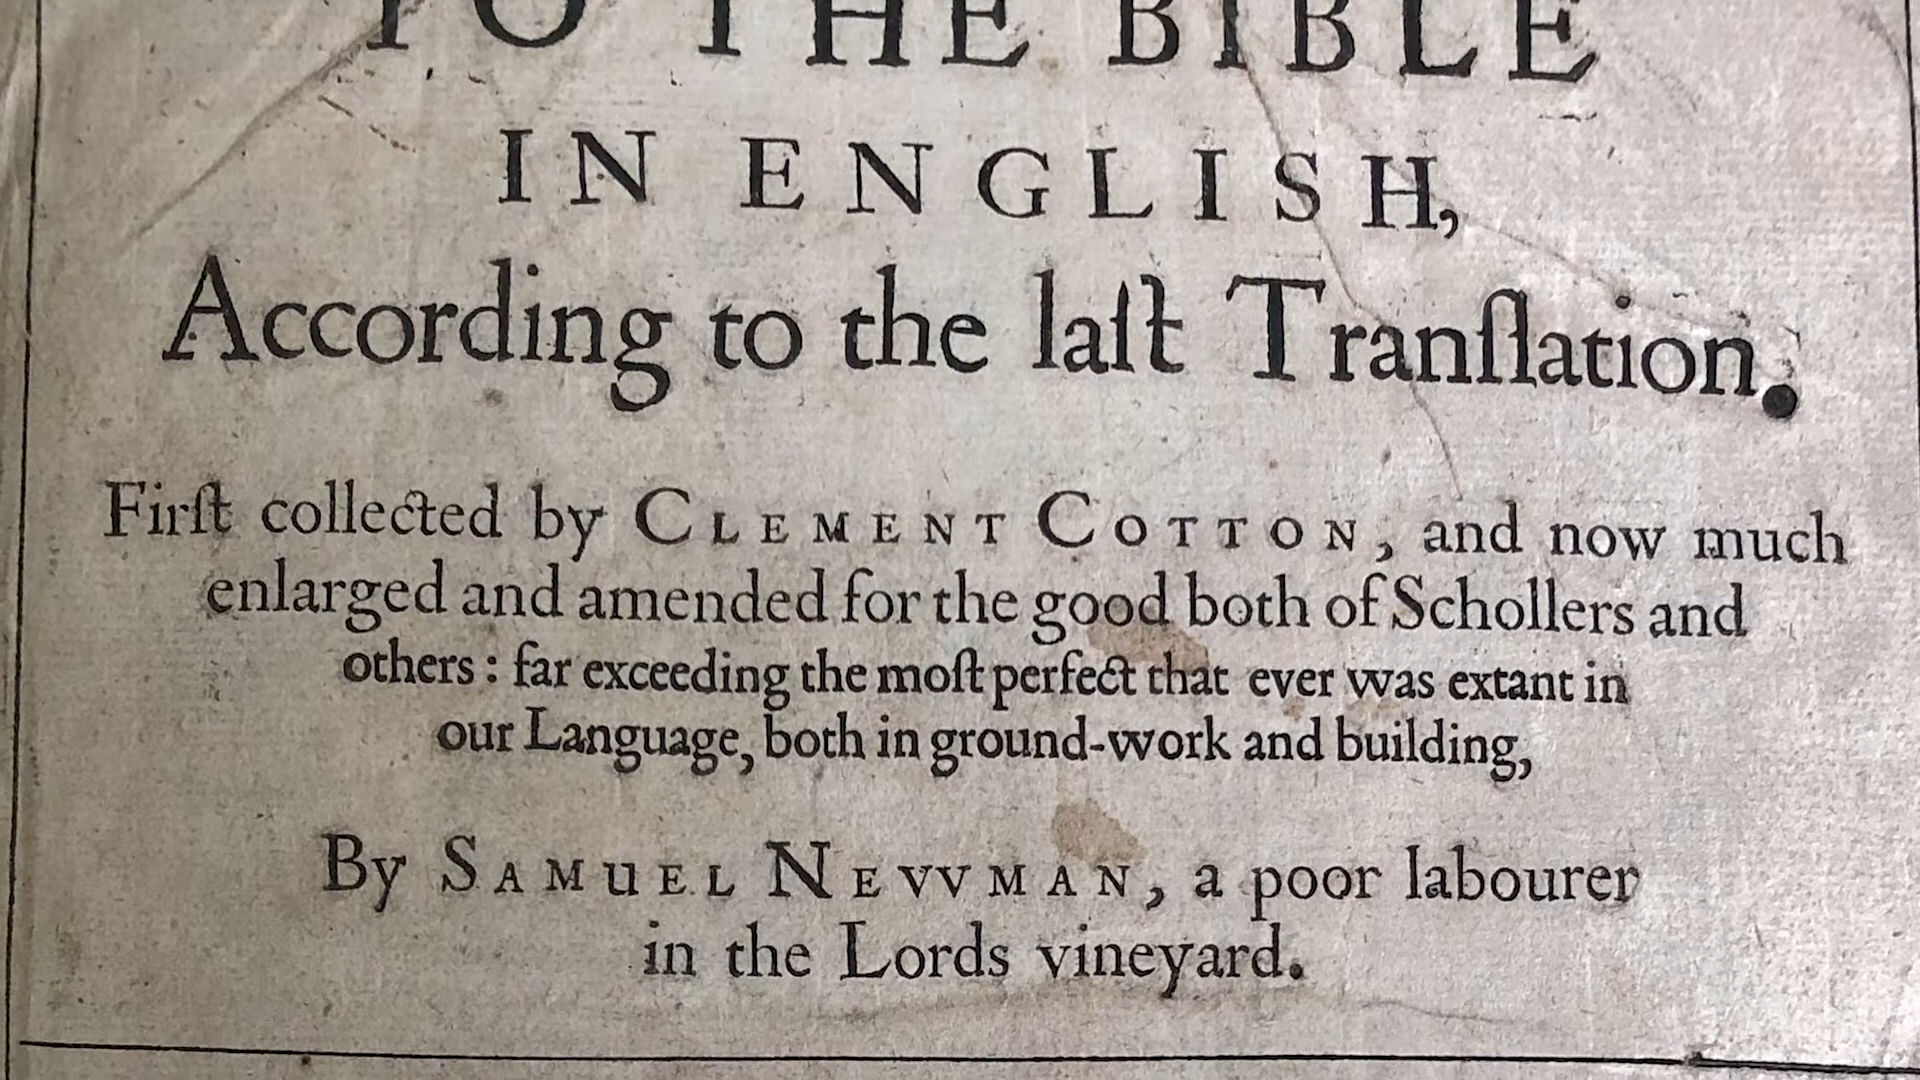 TO THE BIBLE
IN ENGLISH,
According to the laſt Tranſlation.
Firſt collected by CLEMENT COTTON, and now much
enlarged and amended for the good both of Schollers and
others : far exceeding the moſt perfect that ever was extant in
our Language, both in ground-work and building,
By SAMUEL NEVVMAN, a poor labourer
in the Lords vineyard.